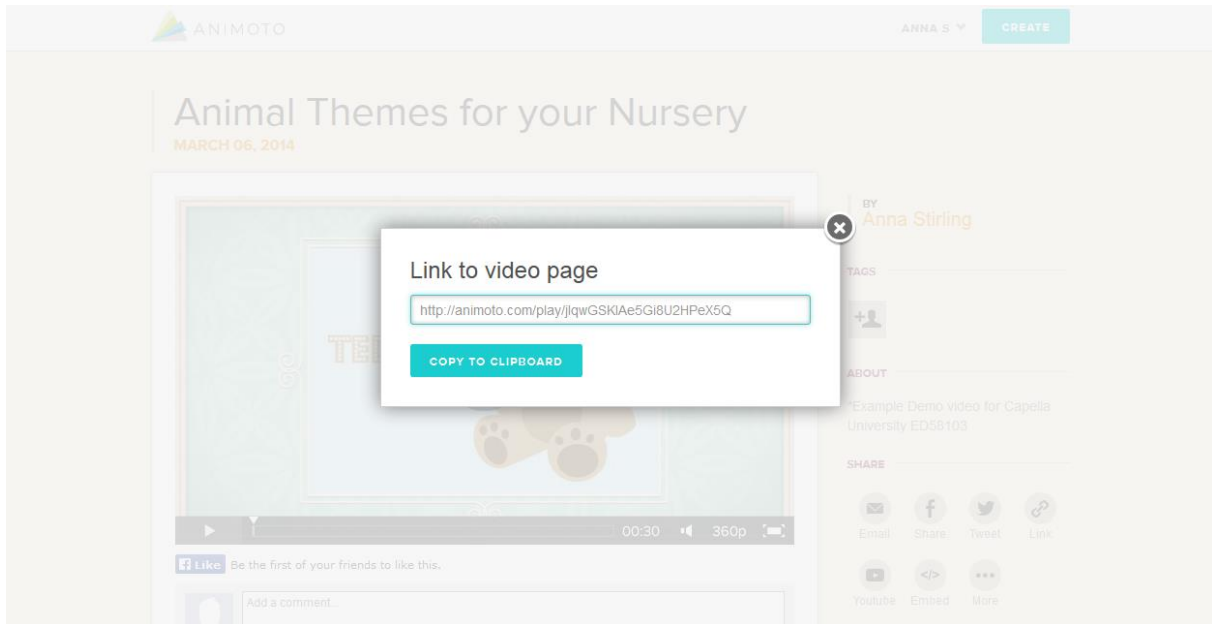 ANIMOTO
ANNA S
CREATE
Animal Themes for your Nursery
MARCH 06, 2014
BY
Anna Stirling
Link to video page
http://animoto.com/play/jlqwGSKlAe5Gi8U2HPeX5Q
COPY TO CLIPBOARD
TAGS
ABOUT
"Example Demo video for Capella
University ED58103
SHARE
00:30
360p
Email
Share
Tweet
Link
Like
Be the first of your friends to like this.
Youtube
Embed
More
Add a comment...